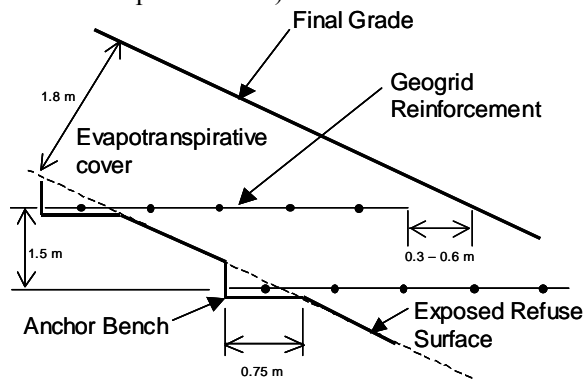 Final Grade
Geogrid
Reinforcement
1.8 m
Evapotranspirative
cover
1.5 m
0.3 – 0.6 m
Anchor Bench
Exposed Refuse
Surface
0.75 m